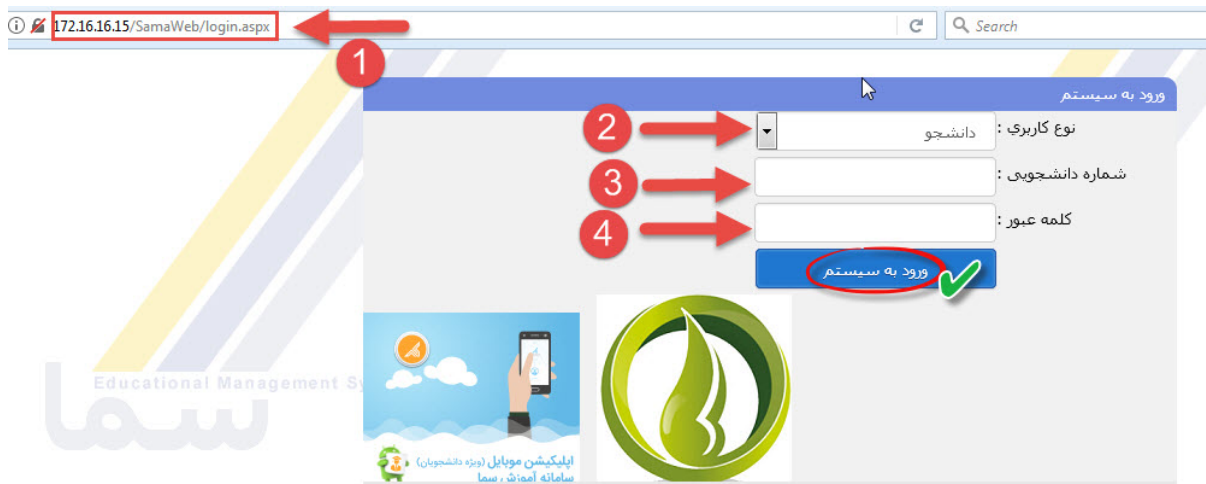 172.16.16.15/SamaWeb/login.aspx
Search
1
ورود به سیستم
2
نوع کاربري :
دانشجو
3
شماره دانشجویی :
4
کلمه عبور :
ورود به سیستم
Educational Management Sy
سما
اپلیکیشن موبایل (ویژه دانشجویان)
سامانه آموزش سما